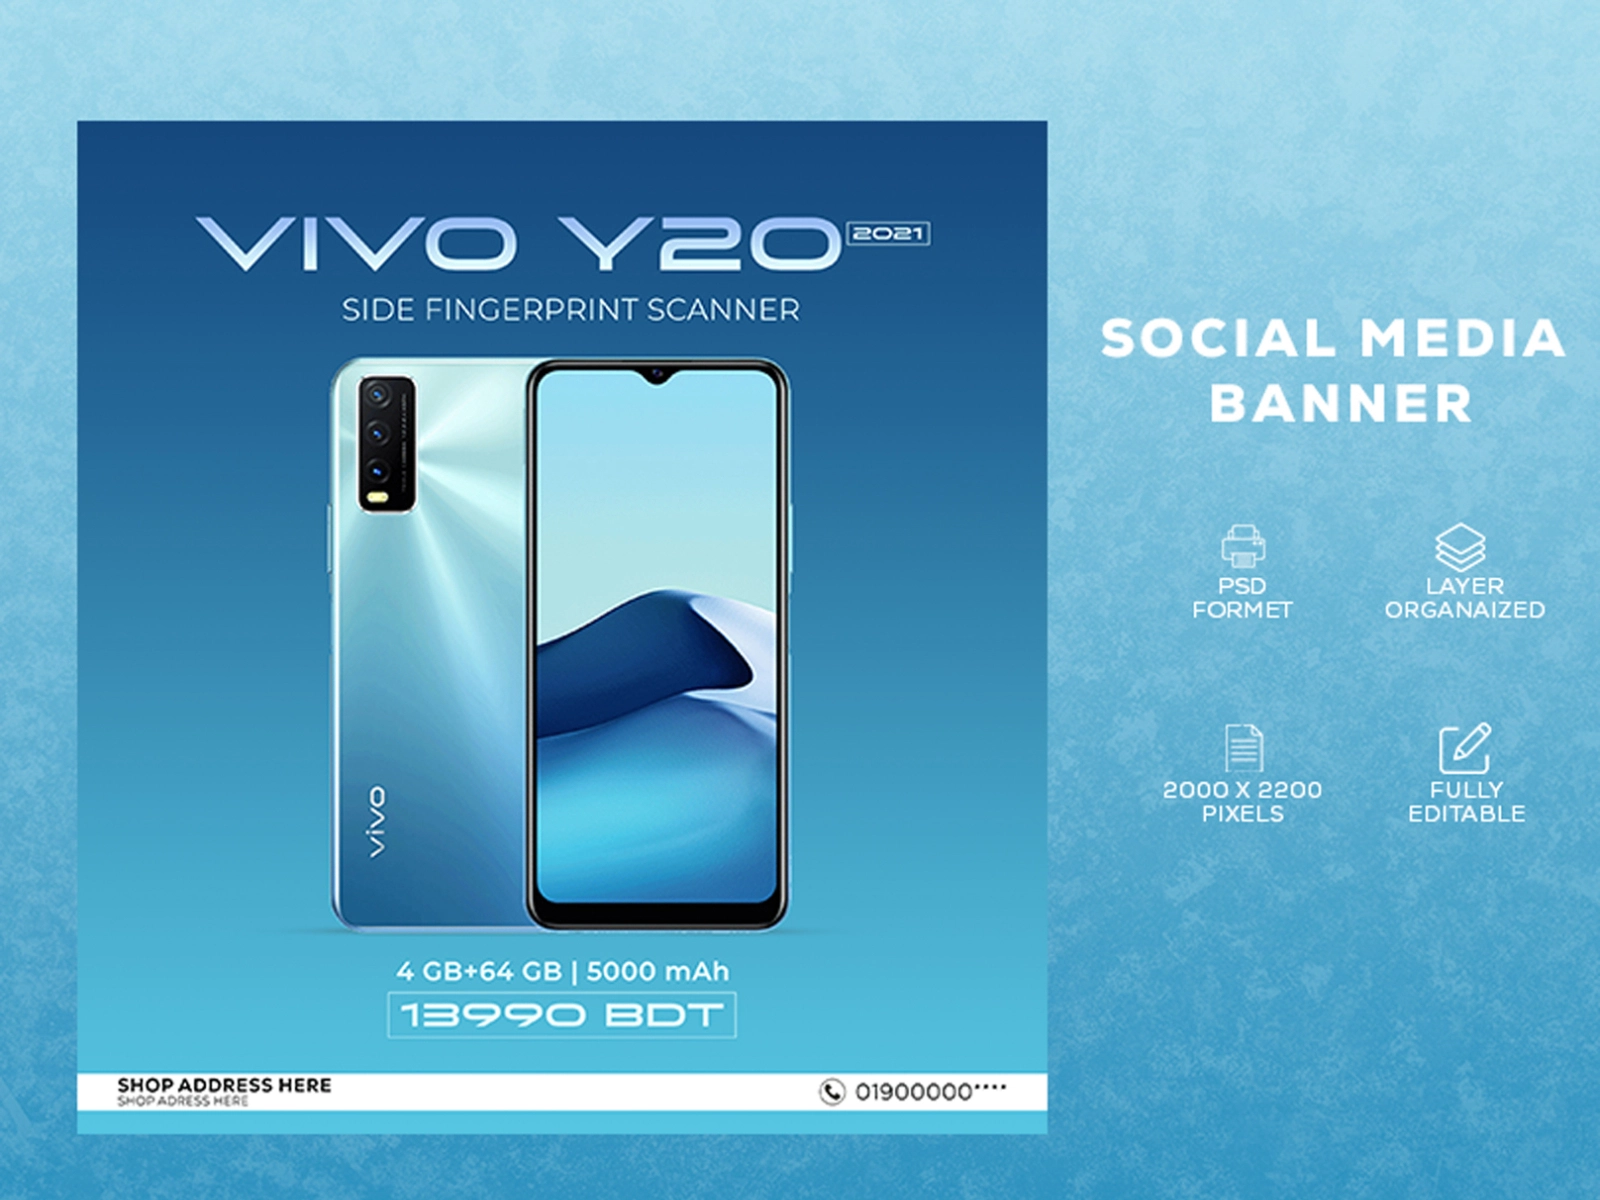 VIVO Y20 2021
SIDE FINGERPRINT SCANNER
vivo
4 GB+64 GB | 5000 mAh
13990 BDT
SHOP ADDRESS HERE
SHOP ADRESS HERE
01900000****
SOCIAL MEDIA
BANNER
PSD
FORMET
LAYER
ORGANAIZED
2000 X 2200
PIXELS
FULLY
EDITABLE